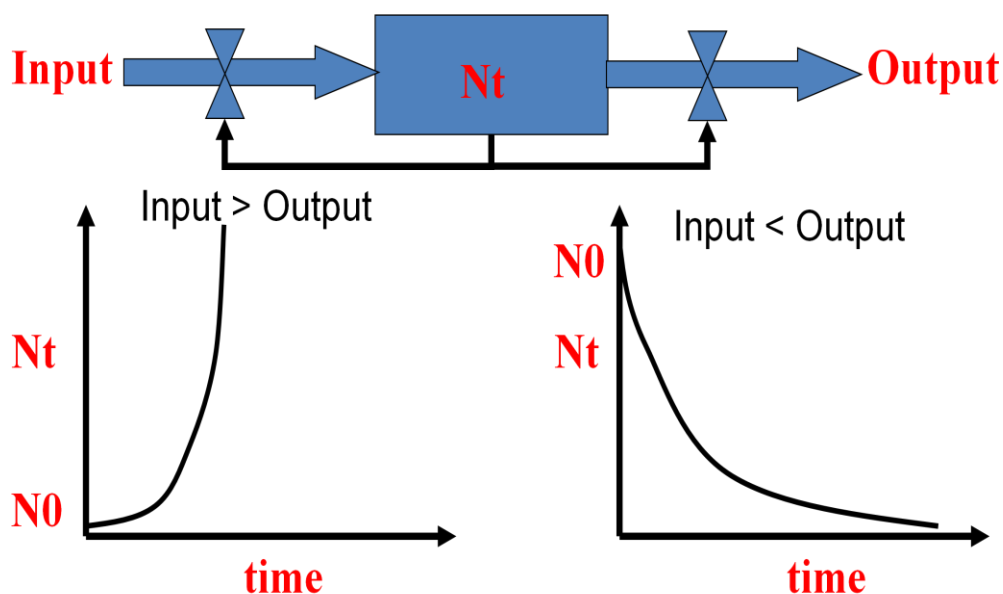 Input
Nt
Output
Input > Output
Nt
N0
time
Input < Output
N0
Nt
time